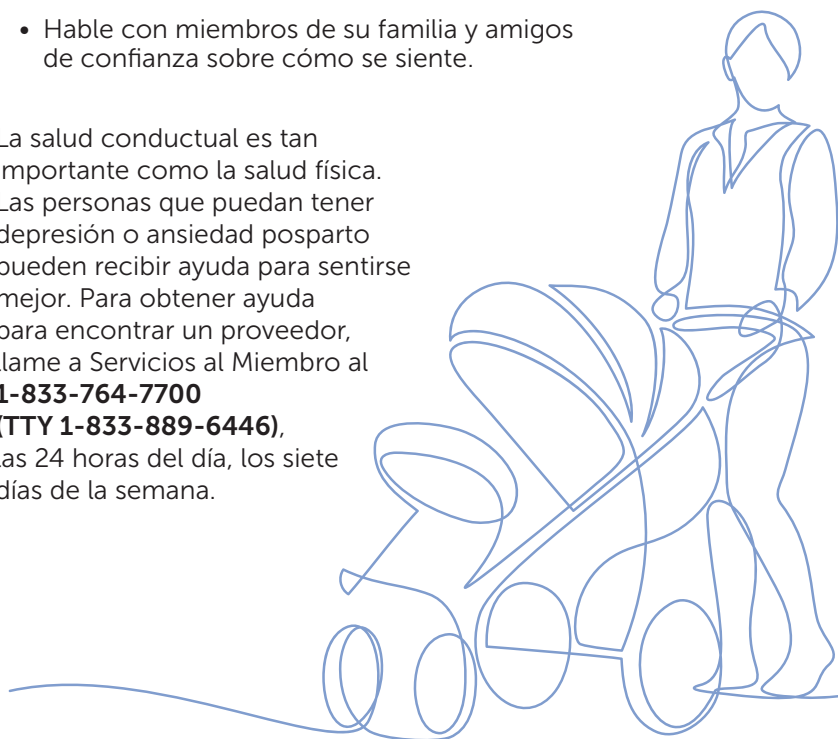 • Hable con miembros de su familia y amigos
de confianza sobre cómo se siente.
La salud conductual es tan
importante como la salud física.
Las personas que puedan tener
depresión o ansiedad posparto
pueden recibir ayuda para sentirse
mejor. Para obtener ayuda
para encontrar un proveedor,
llame a Servicios al Miembro al
1-833-764-7700
(TTY 1-833-889-6446),
las 24 horas del día, los siete
días de la semana.